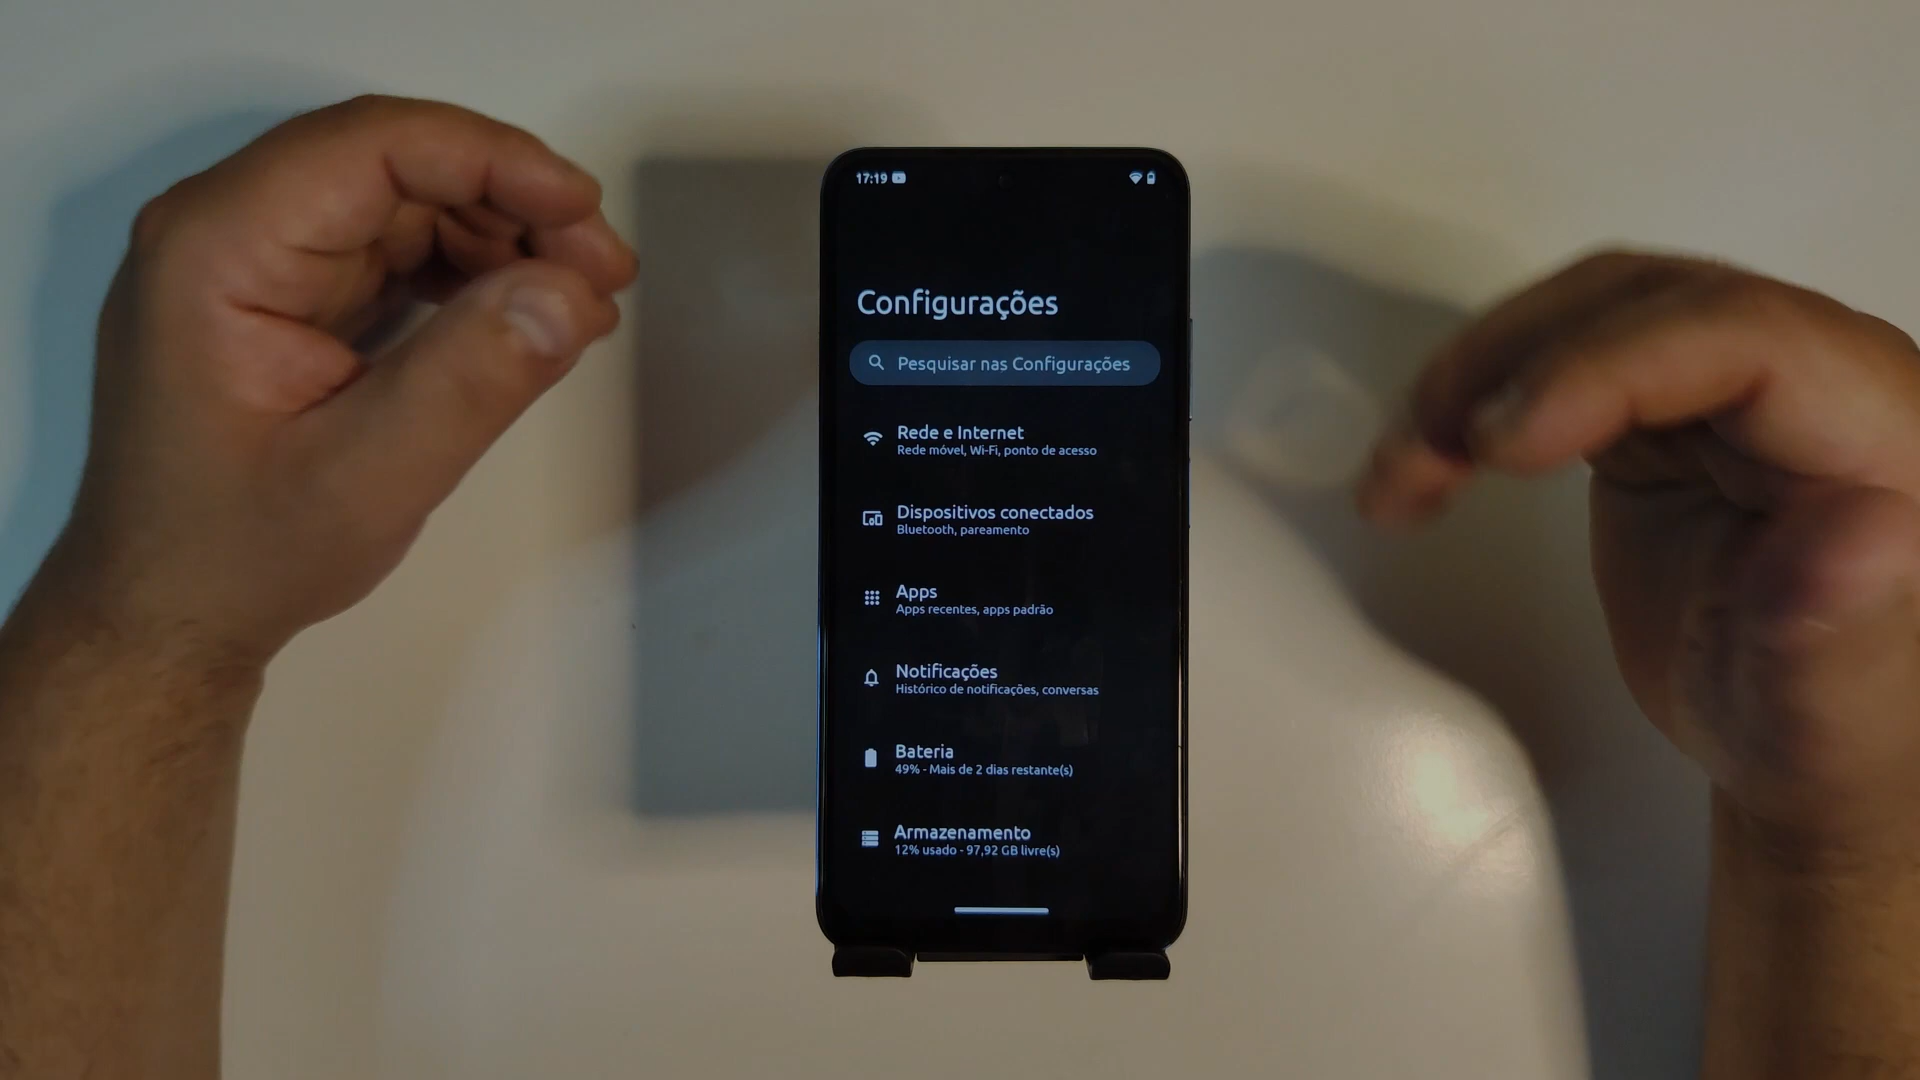 17:19
Configurações
Pesquisar nas Configurações
Rede e Internet
Rede móvel, Wi-Fi, ponto de acesso
Dispositivos conectados
Bluetooth, pareamento
Apps
Apps recentes, apps padrão
Notificações
Histórico de notificações, conversas
Bateria
49% - Mais de 2 dias restante(s)
Armazenamento
12% usado - 97,92 GB livre(s)